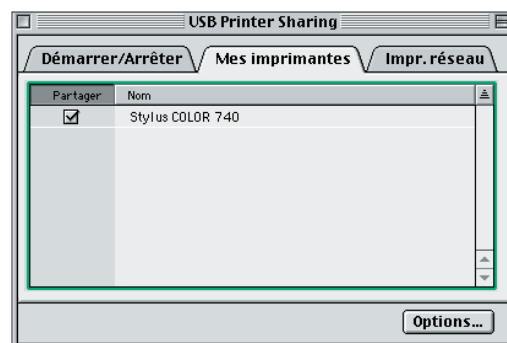 USB Printer Sharing
Démarrer/Arrêter Mes imprimantes Impr. réseau
Partager Nom
Stylus COLOR 740
Options...